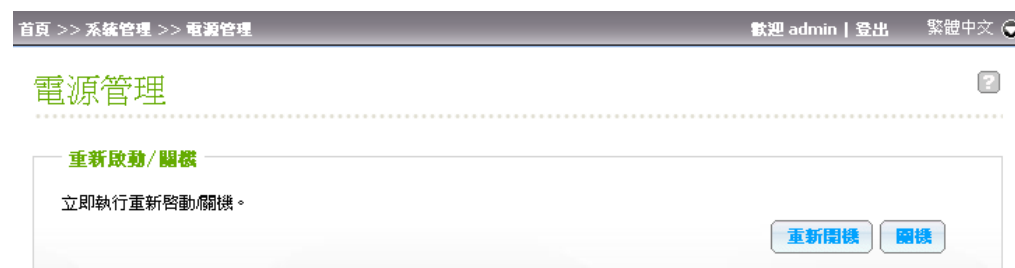 首頁 >> 系統管理 >> 電源管理 歡迎 admin | 登出 繁體中文
電源管理 ?
重新啟動/關機
立即執行重新啓動/關機。
重新開機 關機